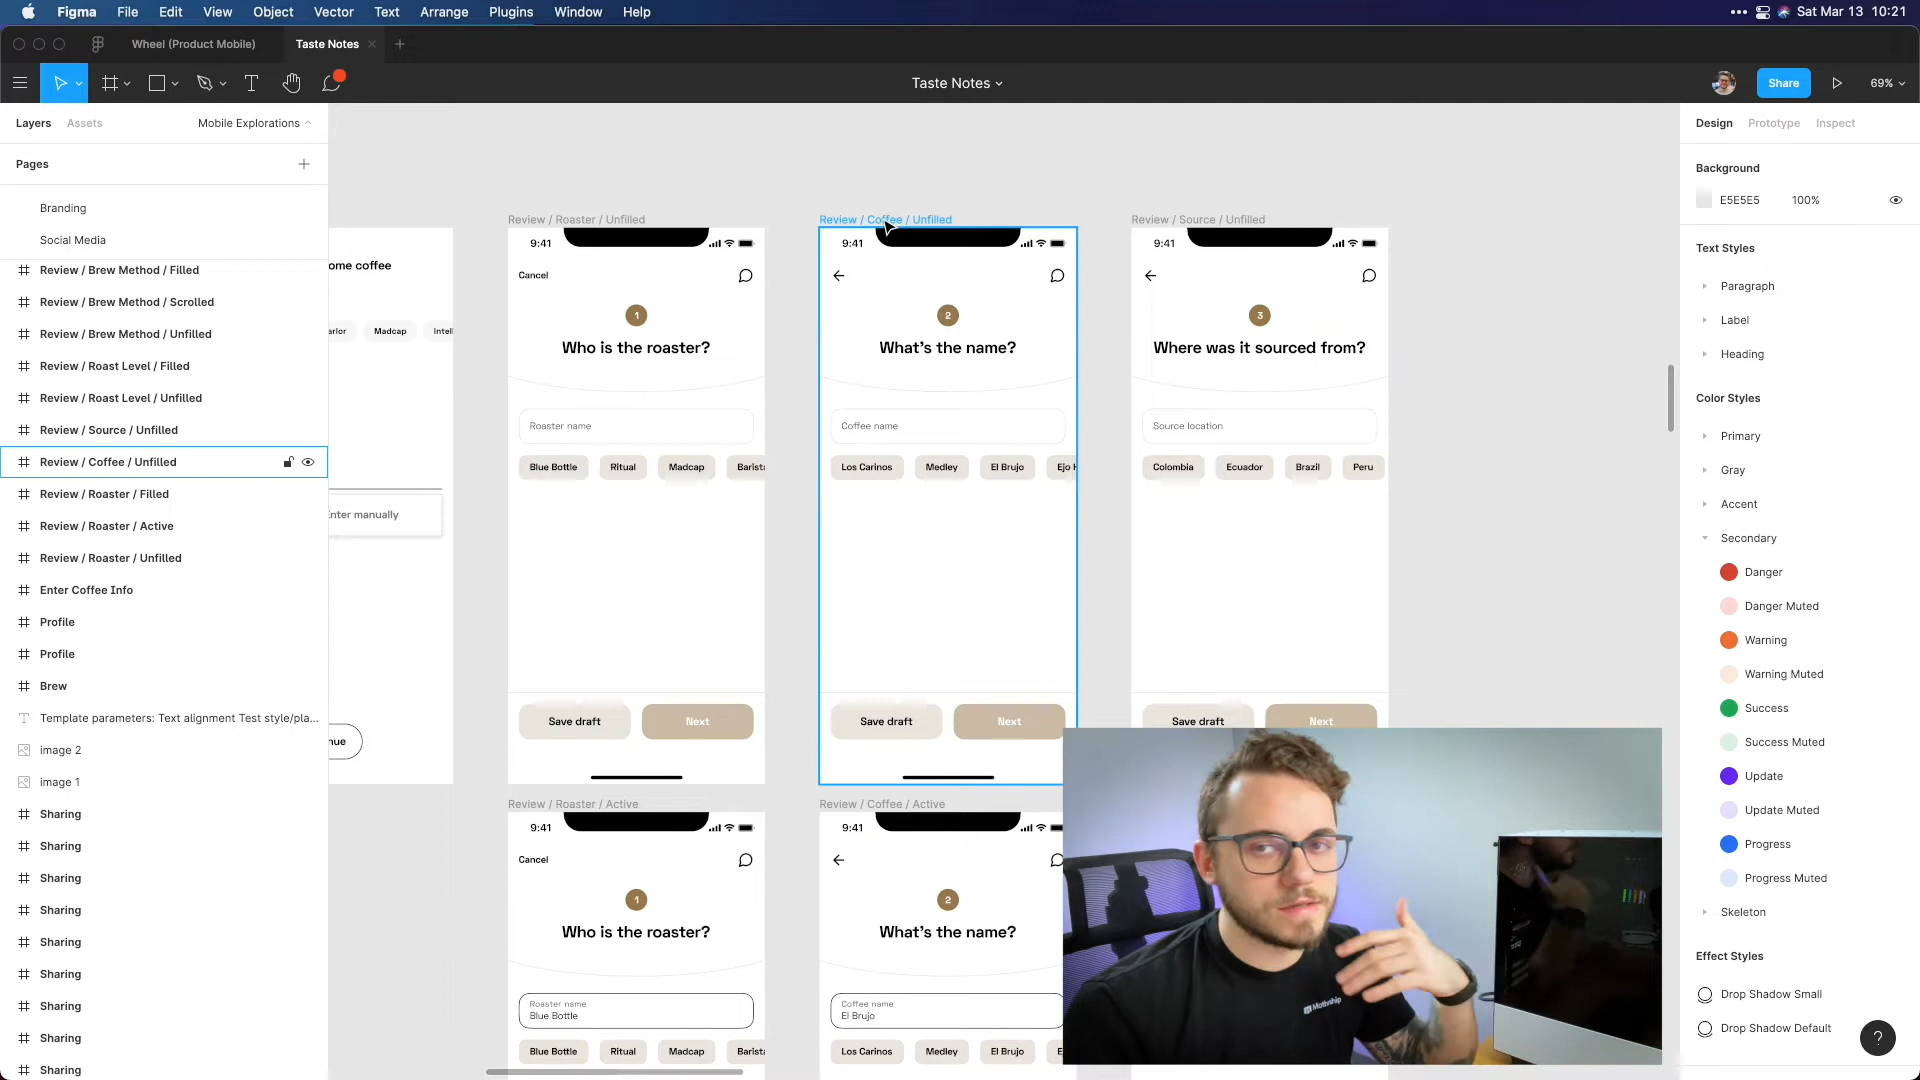 Figma File Edit View Object Vector Text Arrange Plugins Window Help
Sat Mar 13 10:21
Wheel (Product Mobile)
Taste Notes
Taste Notes
Share
69%
Layers
Assets
Mobile Explorations
Pages
Branding
Social Media
Review / Brew Method / Filled
Review / Brew Method / Scrolled
Review / Brew Method / Unfilled
Review / Roast Level / Filled
Review / Roast Level / Unfilled
Review / Source / Unfilled
Review / Coffee / Unfilled
Review / Roaster / Filled
Review / Roaster / Active
Review / Roaster / Unfilled
Enter Coffee Info
Profile
Profile
Brew
Template parameters: Text alignment Test style/pla...
image 2
image 1
Sharing
Sharing
Sharing
Sharing
Sharing
Sharing
Sharing
Sharing
Sharing
ome coffee
arlor
Madcap
Intell
nter manually
nue
Review / Roaster / Unfilled
9:41
Cancel
1
Who is the roaster?
Roaster name
Blue Bottle
Ritual
Madcap
Barista
Save draft
Next
Review / Coffee / Unfilled
9:41
2
What's the name?
Coffee name
Los Carinos
Medley
El Brujo
Ejo
Save draft
Next
Review / Source / Unfilled
9:41
3
Where was it sourced from?
Source location
Colombia
Ecuador
Brazil
Peru
Save draft
Next
Review / Roaster / Active
9:41
Cancel
1
Who is the roaster?
Roaster name
Blue Bottle
Blue Bottle
Ritual
Madcap
Barista
Review / Coffee / Active
9:41
2
What's the name?
Coffee name
El Brujo
Los Carinos
Medley
El Brujo
E
Design
Prototype
Inspect
Background
E5E5E5
100%
Text Styles
Paragraph
Label
Heading
Color Styles
Primary
Gray
Accent
Secondary
Danger
Danger Muted
Warning
Warning Muted
Success
Success Muted
Update
Update Muted
Progress
Progress Muted
Skeleton
Effect Styles
Drop Shadow Small
Drop Shadow Default
?